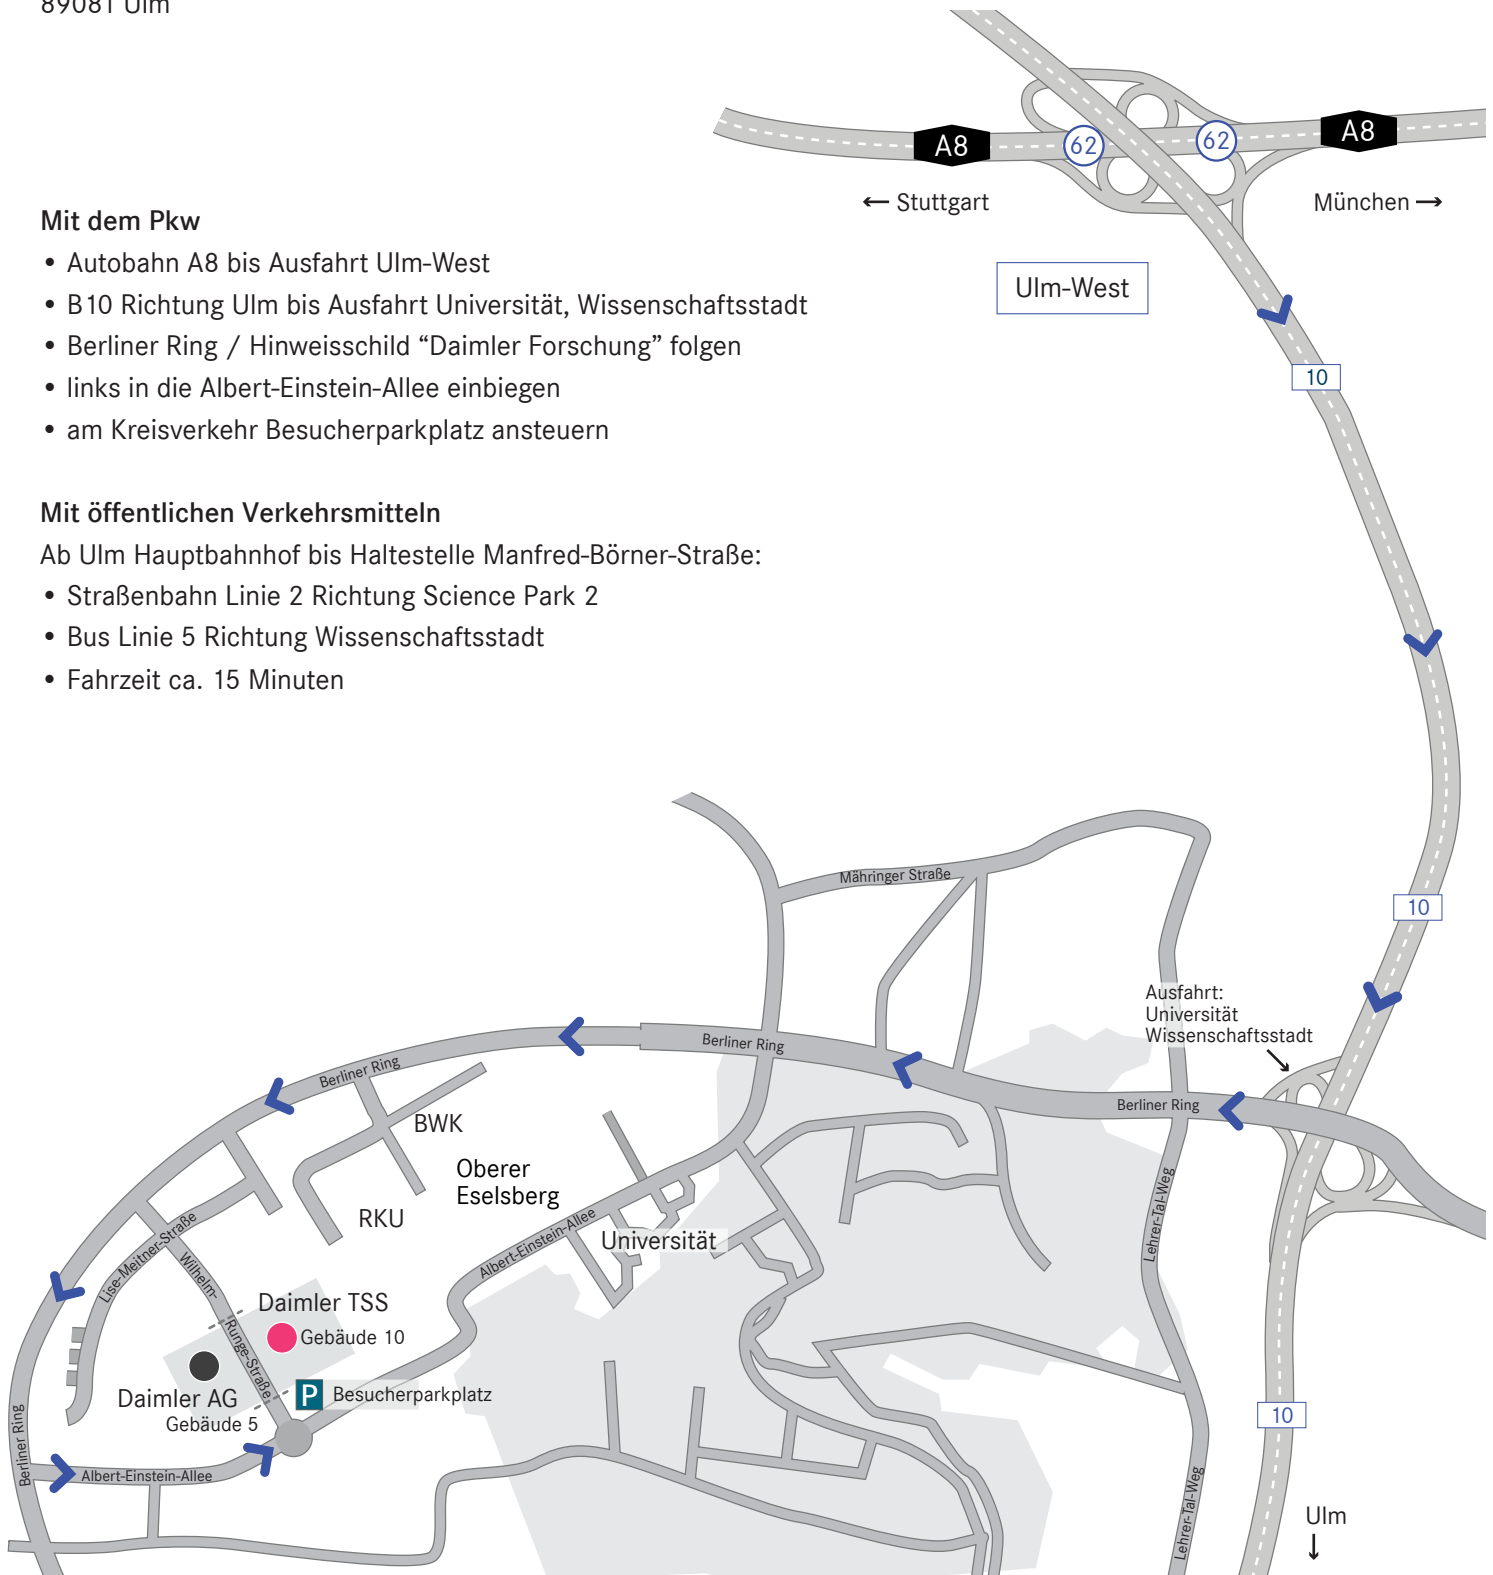 89081 Ulm
A8
62
62
A8
← Stuttgart
München →
Mit dem Pkw
• Autobahn A8 bis Ausfahrt Ulm-West
• B10 Richtung Ulm bis Ausfahrt Universität, Wissenschaftsstadt
• Berliner Ring / Hinweisschild “Daimler Forschung” folgen
• links in die Albert-Einstein-Allee einbiegen
• am Kreisverkehr Besucherparkplatz ansteuern
Ulm-West
10
Mit öffentlichen Verkehrsmitteln
Ab Ulm Hauptbahnhof bis Haltestelle Manfred-Börner-Straße:
• Straßenbahn Linie 2 Richtung Science Park 2
• Bus Linie 5 Richtung Wissenschaftsstadt
• Fahrzeit ca. 15 Minuten
Mähringer Straße
10
Ausfahrt:
Universität
Wissenschaftsstadt
Berliner Ring
Berliner Ring
Berliner Ring
BWK
Oberer
Eselsberg
RKU
Albert-Einstein-Allee
Universität
Lehrer-Tal-Weg
Lise-Meitner-Straße
Wilhelm-
Runge-Straße
Daimler TSS
Gebäude 10
Daimler AG
Gebäude 5
P
Besucherparkplatz
10
Berliner Ring
Albert-Einstein-Allee
Lehrer-Tal-Weg
Ulm
↓